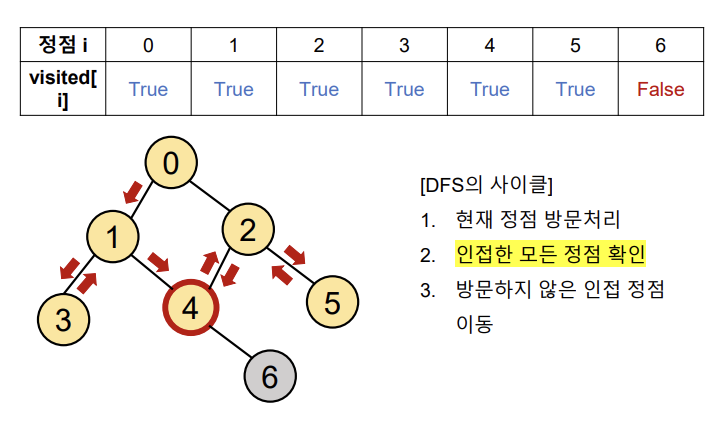 정점 i 0 1 2 3 4 5 6
visited[
i] True True True True True True False
0
1
2
3
4
5
6
[DFS의 사이클]
1. 현재 정점 방문처리
2. 인접한 모든 정점 확인
3. 방문하지 않은 인접 정점
이동